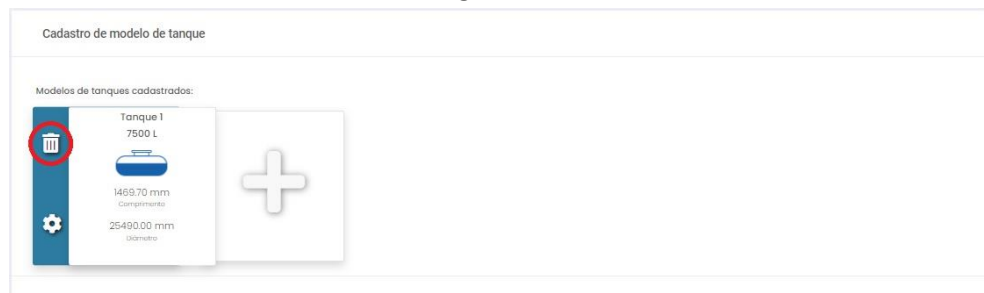 Cadastro de modelo de tanque
Modelos de tanques cadastrados:
Tanque 1
7500 L
1469.70 mm
Comprimento
25490.00 mm
Diâmetro